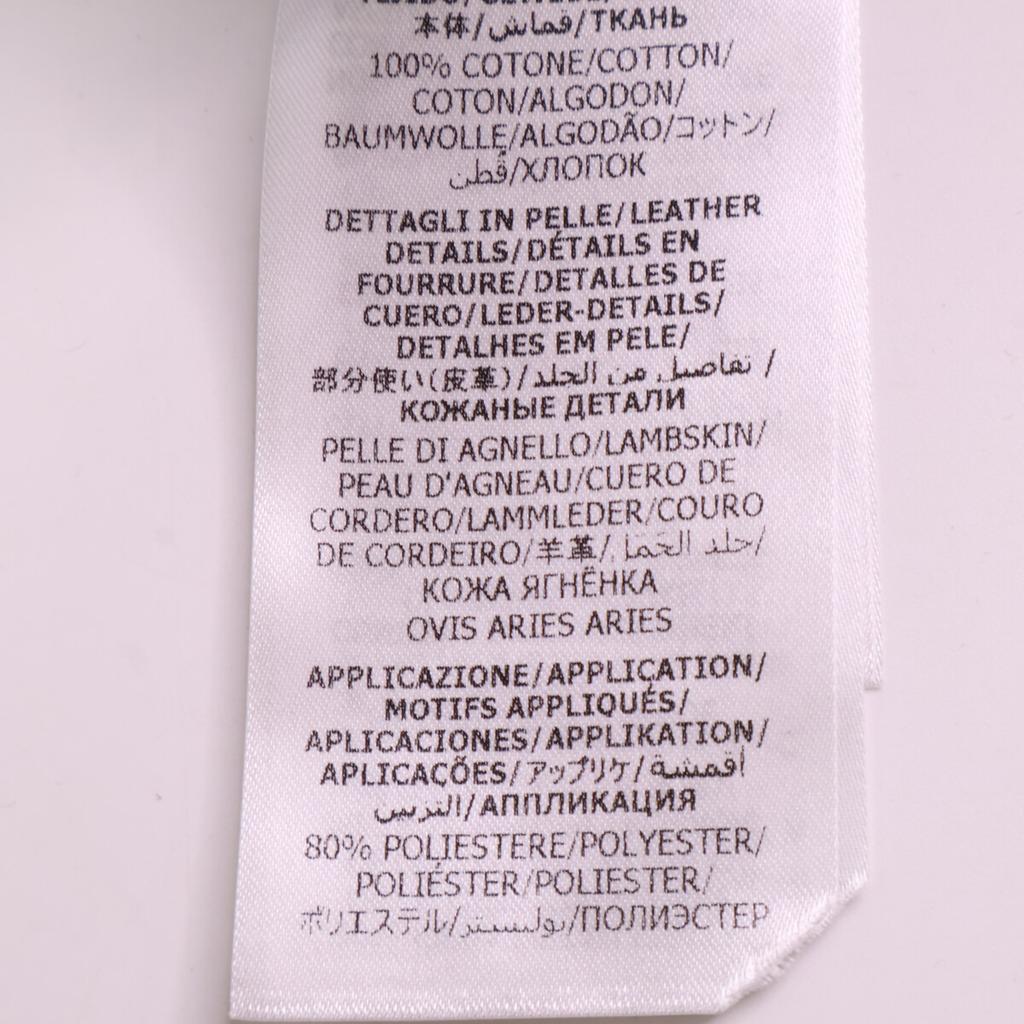 本体/قماش/ТКАНЬ
100% COTONE/COTTON/
COTON/ALGODON/
BAUMWOLLE/ALGODÃO/コットン/
قُطن/ХЛОПОК
DETTAGLI IN PELLE/LEATHER
DETAILS/DÉTAILS EN
FOURRURE/DETALLES DE
CUERO/LEDER-DETAILS/
DETALHES EM PELE/
部分使い(皮革)/تفاصيل من الجلد/
КОЖАНЫЕ ДЕТАЛИ
PELLE DI AGNELLO/LAMBSKIN/
PEAU D'AGNEAU/CUERO DE
CORDERO/LAMMLEDER/COURO
DE CORDEIRO/羊革/جلد/
КОЖА ЯГНЁНКА
OVIS ARIES ARIES
APPLICAZIONE/APPLICATION/
MOTIFS APPLIQUÉS/
APLICACIONES/APPLIKATION/
APLICAÇÕES/アップリケ/أقمشة
التزيين/АППЛИКАЦИЯ
80% POLIESTERE/POLYESTER/
POLIÉSTER/POLIESTER/
ポリエステル/بوليستر/ПОЛИЭСТЕР